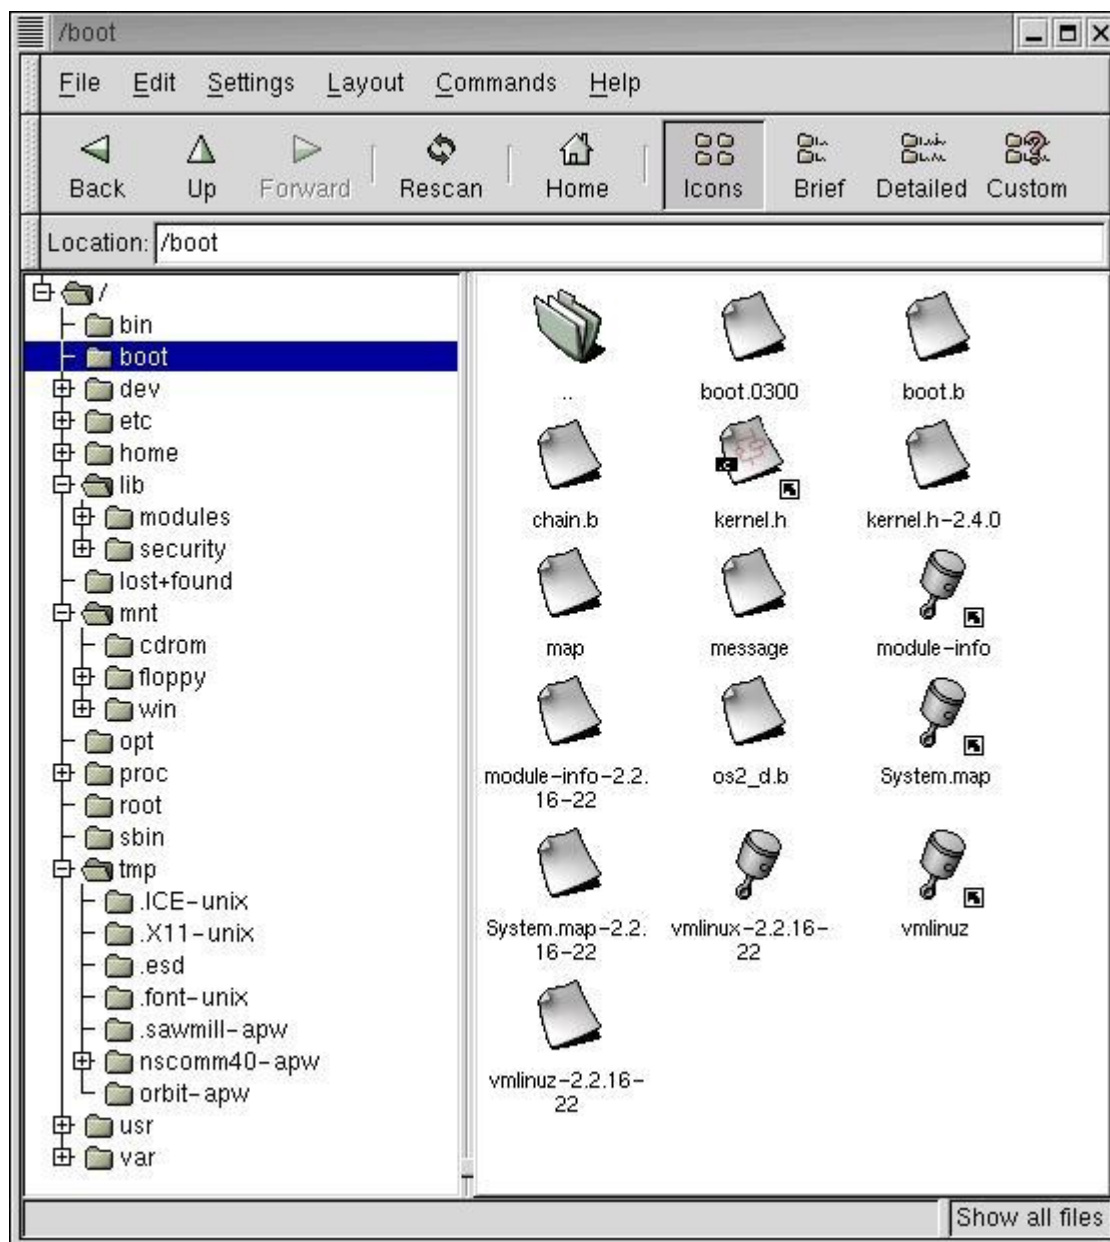 /boot
File Edit Settings Layout Commands Help
Back Up Forward Rescan Home Icons Brief Detailed Custom
Location: /boot
/
bin
boot
dev
etc
home
lib
modules
security
lost+found
mnt
cdrom
floppy
win
opt
proc
root
sbin
tmp
.ICE-unix
.X11-unix
.esd
.font-unix
.sawmill-apw
nscomm40-apw
orbit-apw
usr
var
.. boot.0300 boot.b
.c
chain.b kernel.h kernel.h-2.4.0
map message module-info
module-info-2.2. os2_d.b System.map
16-22
System.map-2.2. vmlinux-2.2.16- vmlinuz
16-22 22
vmlinuz-2.2.16-
22
Show all files